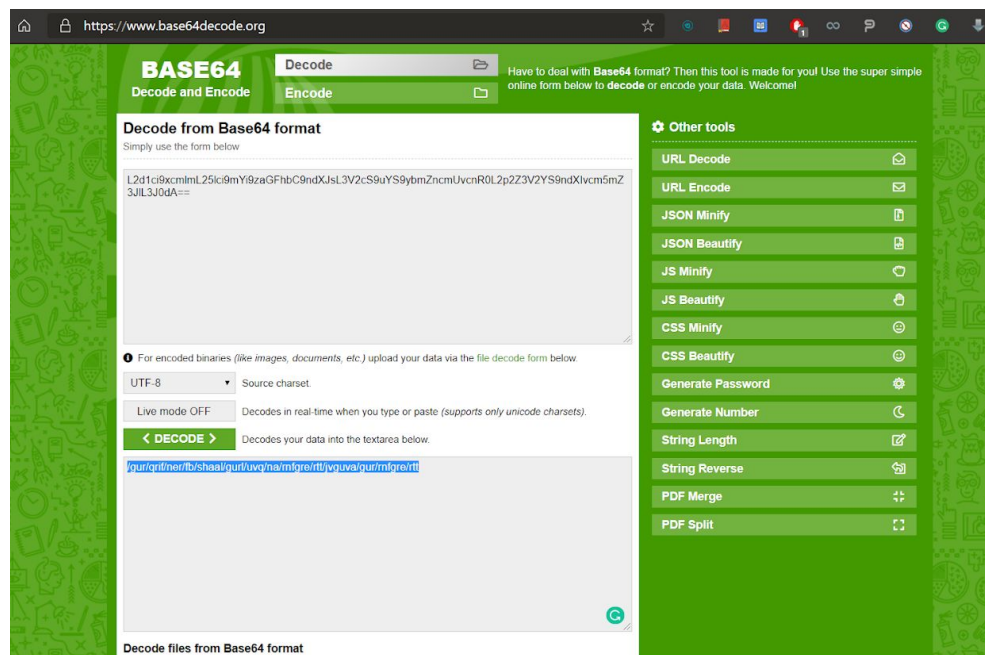 https://www.base64decode.org
1
BASE64
Decode and Encode
Decode
Encode
Have to deal with Base64 format? Then this tool is made for you! Use the super simple
online form below to decode or encode your data. Welcome!
Decode from Base64 format
Simply use the form below
L2d1ci9xcmlmL25lci9mYi9zaGFhbC9ndXJsL3V2cS9uYS9ybmZncmUvcnR0L2p2Z3V2YS9ndXIvcm5mZ
3JlL3J0dA==
For encoded binaries (like images, documents, etc.) upload your data via the file decode form below.
UTF-8
Source charset.
Live mode OFF
Decodes in real-time when you type or paste (supports only unicode charsets).
< DECODE >
Decodes your data into the textarea below.
/gur/qrif/ner/fb/shaal/gurl/uvq/na/rnfgre/rtt/jvguva/gur/rnfgre/rtt
Decode files from Base64 format
Other tools
URL Decode
URL Encode
JSON Minify
JSON Beautify
JS Minify
JS Beautify
CSS Minify
CSS Beautify
Generate Password
Generate Number
String Length
String Reverse
PDF Merge
PDF Split